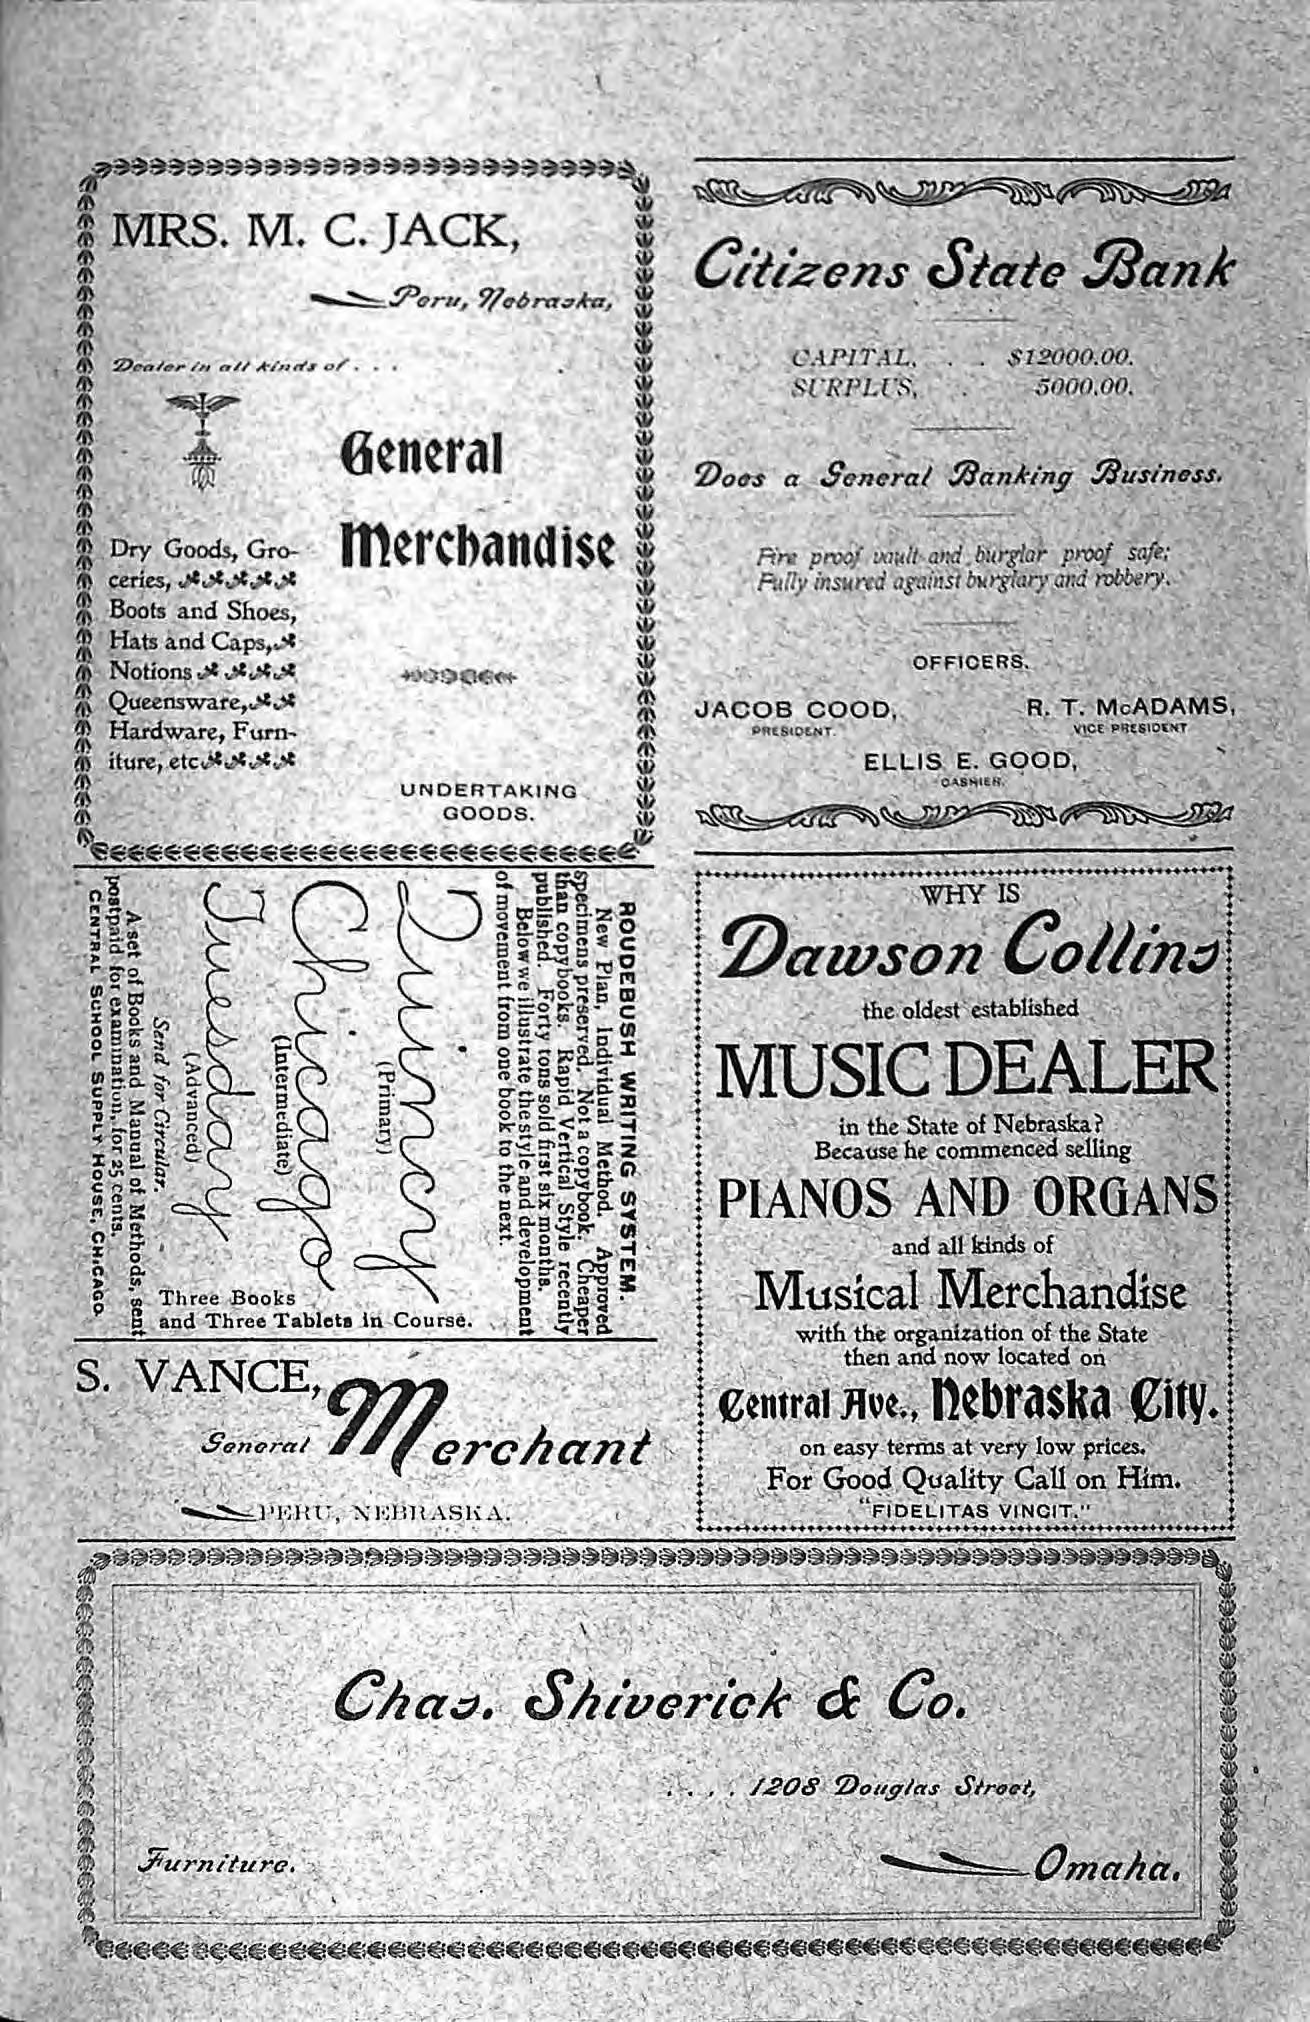 MRS. M. C. JACK,
Peru, Nebraska,
Dealer in all kinds of . . .
General
Merchandise
Dry Goods, Gro-
ceries,
Boots and Shoes,
Hats and Caps,
Notions
Queensware,
Hardware, Furn-
iture, etc
UNDERTAKING
GOODS.
Citizens State Bank
CAPITAL, . . $12000.00.
SURPLUS, . 5000.00.
Does a General Banking Business.
Fire proof vault and burglar proof safe;
Fully insured against burglary and robbery.
OFFICERS.
JACOB COOD,
PRESIDENT.
R. T. McADAMS,
VICE PRESIDENT
ELLIS E. GOOD,
CASHIER.
ROUDEBUSH WRITING SYSTEM.
New Plan, Individual Method. Approved
specimens preserved. Not a copybook. Cheaper
than copybooks. Rapid Vertical Style recently
published. Forty tons sold first six months.
Below we illustrate the style and development
of movement from one book to the next.
Quincy
(Primary)
Chicago
(Intermediate)
Tuesday
(Advanced)
Send for Circular.
A set of Books and Manual of Methods, sent
postpaid for examination, for 25 cents.
CENTRAL SCHOOL SUPPLY HOUSE, CHICAGO.
Three Books
and Three Tablets in Course.
WHY IS
Dawson Collins
the oldest established
MUSIC DEALER
in the State of Nebraska?
Because he commenced selling
PIANOS AND ORGANS
and all kinds of
Musical Merchandise
with the organization of the State
then and now located on
Central Ave., Nebraska City.
on easy terms at very low prices.
For Good Quality Call on Him.
"FIDELITAS VINCIT."
S. VANCE,
General Merchant
PERU, NEBRASKA.
Chas. Shiverick & Co.
. . . . 1208 Douglas Street,
Furniture.
Omaha.